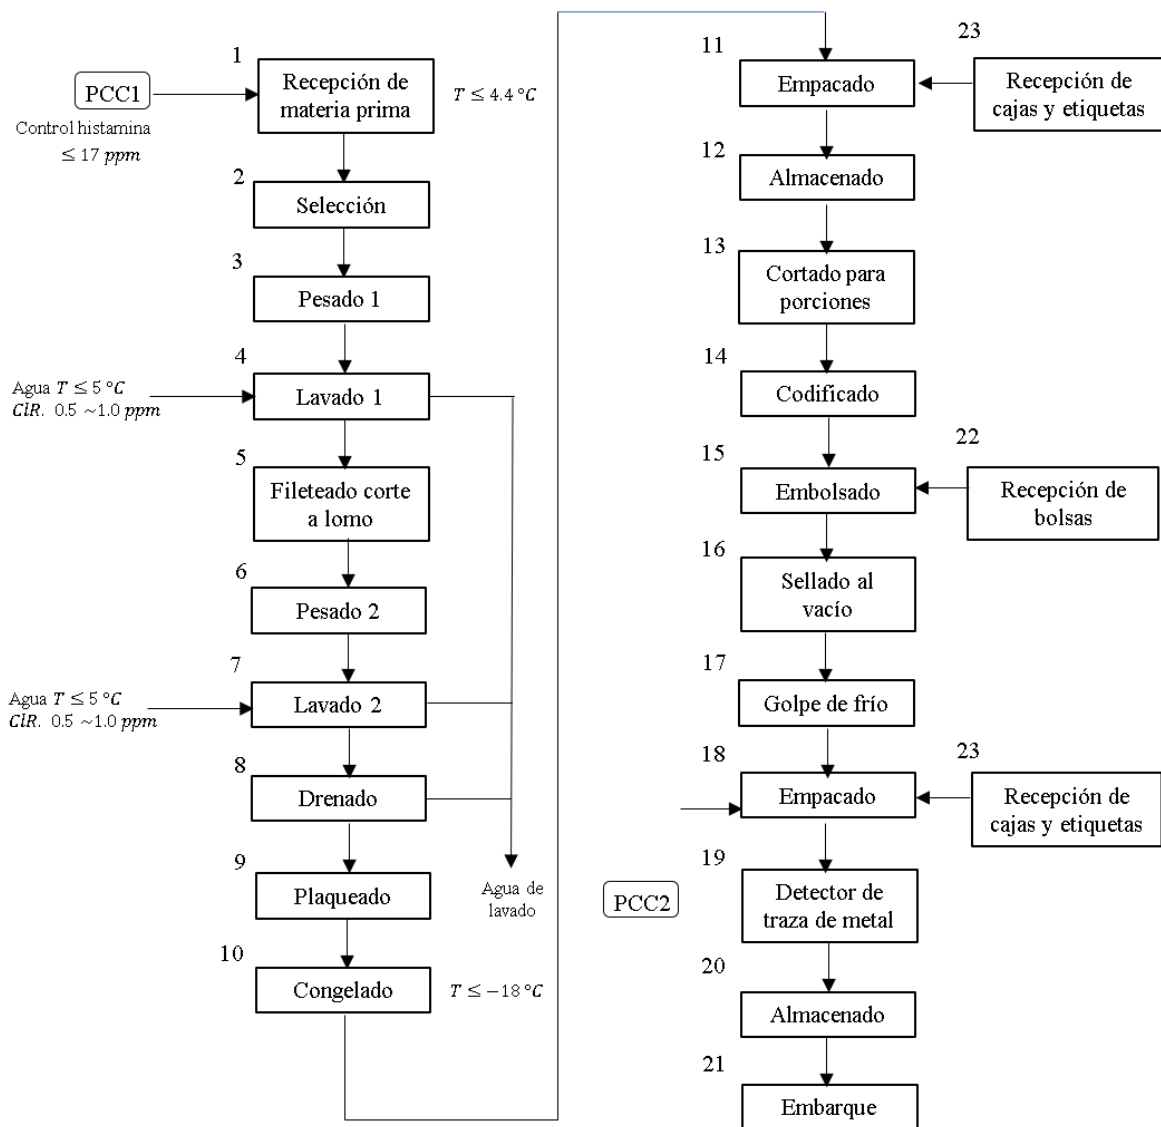 1
PCC1
Recepción de
materia prima
T ≤ 4.4 °C
Control histamina
≤ 17 ppm
2
Selección
3
Pesado 1
4
Agua T ≤ 5 °C
ClR. 0.5 ~1.0 ppm
Lavado 1
5
Fileteado corte
a lomo
6
Pesado 2
7
Agua T ≤ 5 °C
ClR. 0.5 ~1.0 ppm
Lavado 2
8
Drenado
9
Plaqueado
Agua de
lavado
10
Congelado
T ≤ −18 °C
11
Empacado
23
Recepción de
cajas y etiquetas
12
Almacenado
13
Cortado para
porciones
14
Codificado
15
Embolsado
22
Recepción de
bolsas
16
Sellado al
vacío
17
Golpe de frío
18
Empacado
23
Recepción de
cajas y etiquetas
19
PCC2
Detector de
traza de metal
20
Almacenado
21
Embarque